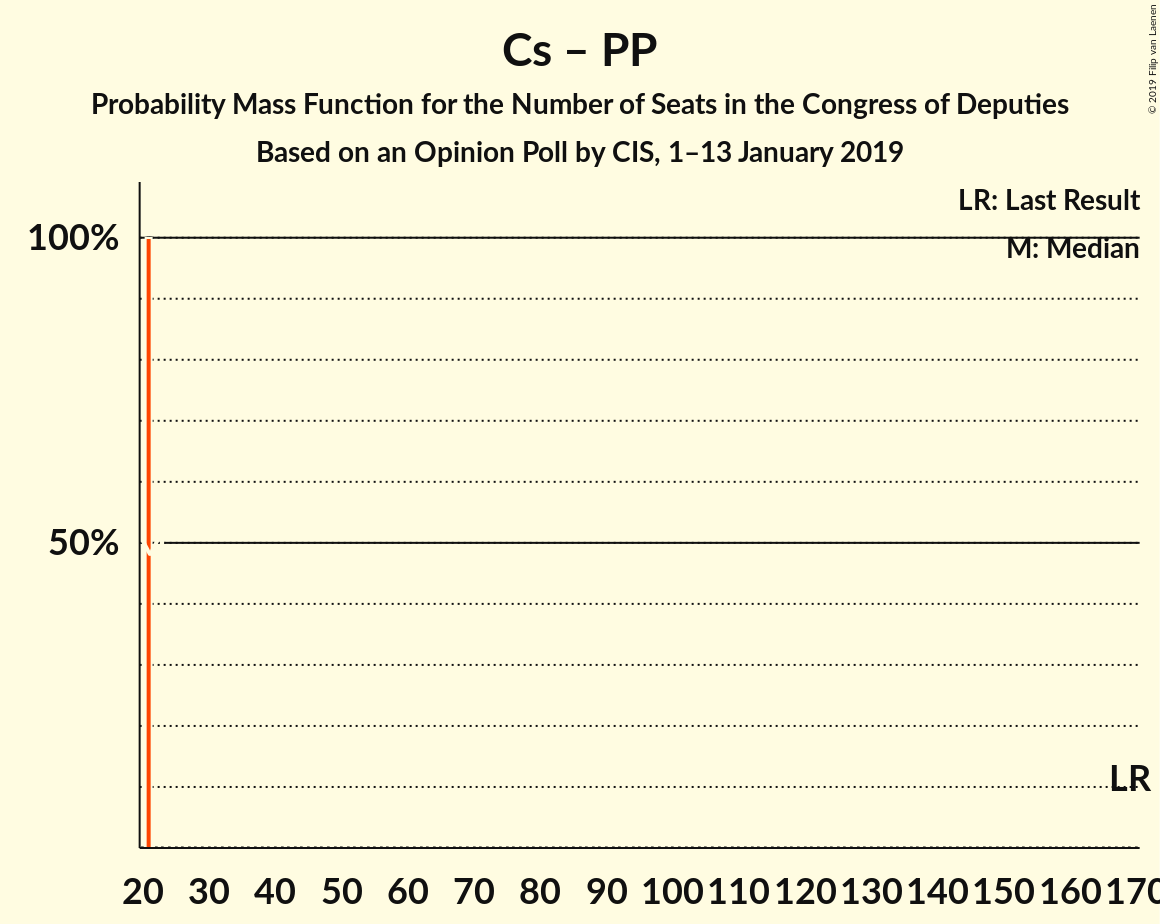 Cs – PP
Probability Mass Function for the Number of Seats in the Congress of Deputies
Based on an Opinion Poll by CIS, 1–13 January 2019
© 2019 Filip van Laenen
LR: Last Result
M: Median
100%
50%
M
LR
20 30 40 50 60 70 80 90 100 110 120 130 140 150 160 170